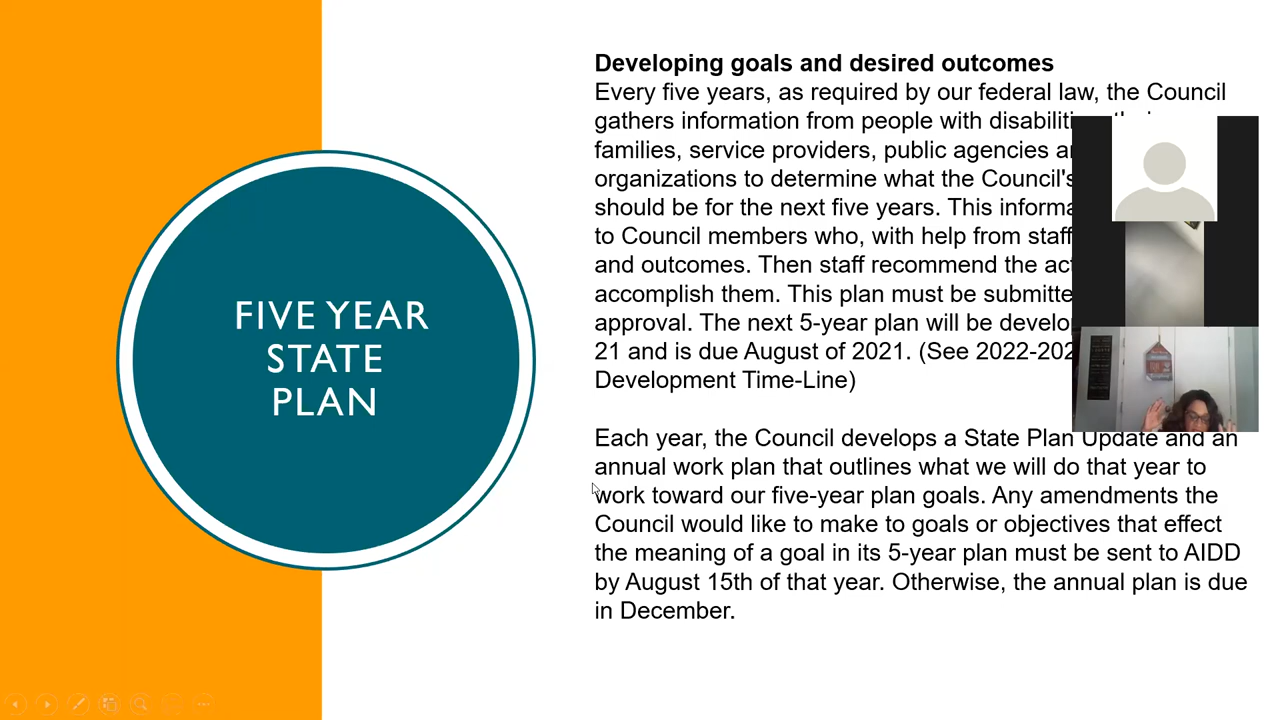 FIVE YEAR
STATE
PLAN
Developing goals and desired outcomes
Every five years, as required by our federal law, the Council
gathers information from people with
families, service providers, public agencies
organizations to determine what the Council's
should be for the next five years. This
to Council members who, with help from staff
and outcomes. Then staff recommend the
accomplish them. This plan must be
approval. The next 5-year plan will be
21 and is due August of 2021. (See
Development Time-Line)
Each year, the Council develops a State Plan Update and an
annual work plan that outlines what we will do that year to
work toward our five-year plan goals. Any amendments the
Council would like to make to goals or objectives that effect
the meaning of a goal in its 5-year plan must be sent to AIDD
by August 15th of that year. Otherwise, the annual plan is due
in December.